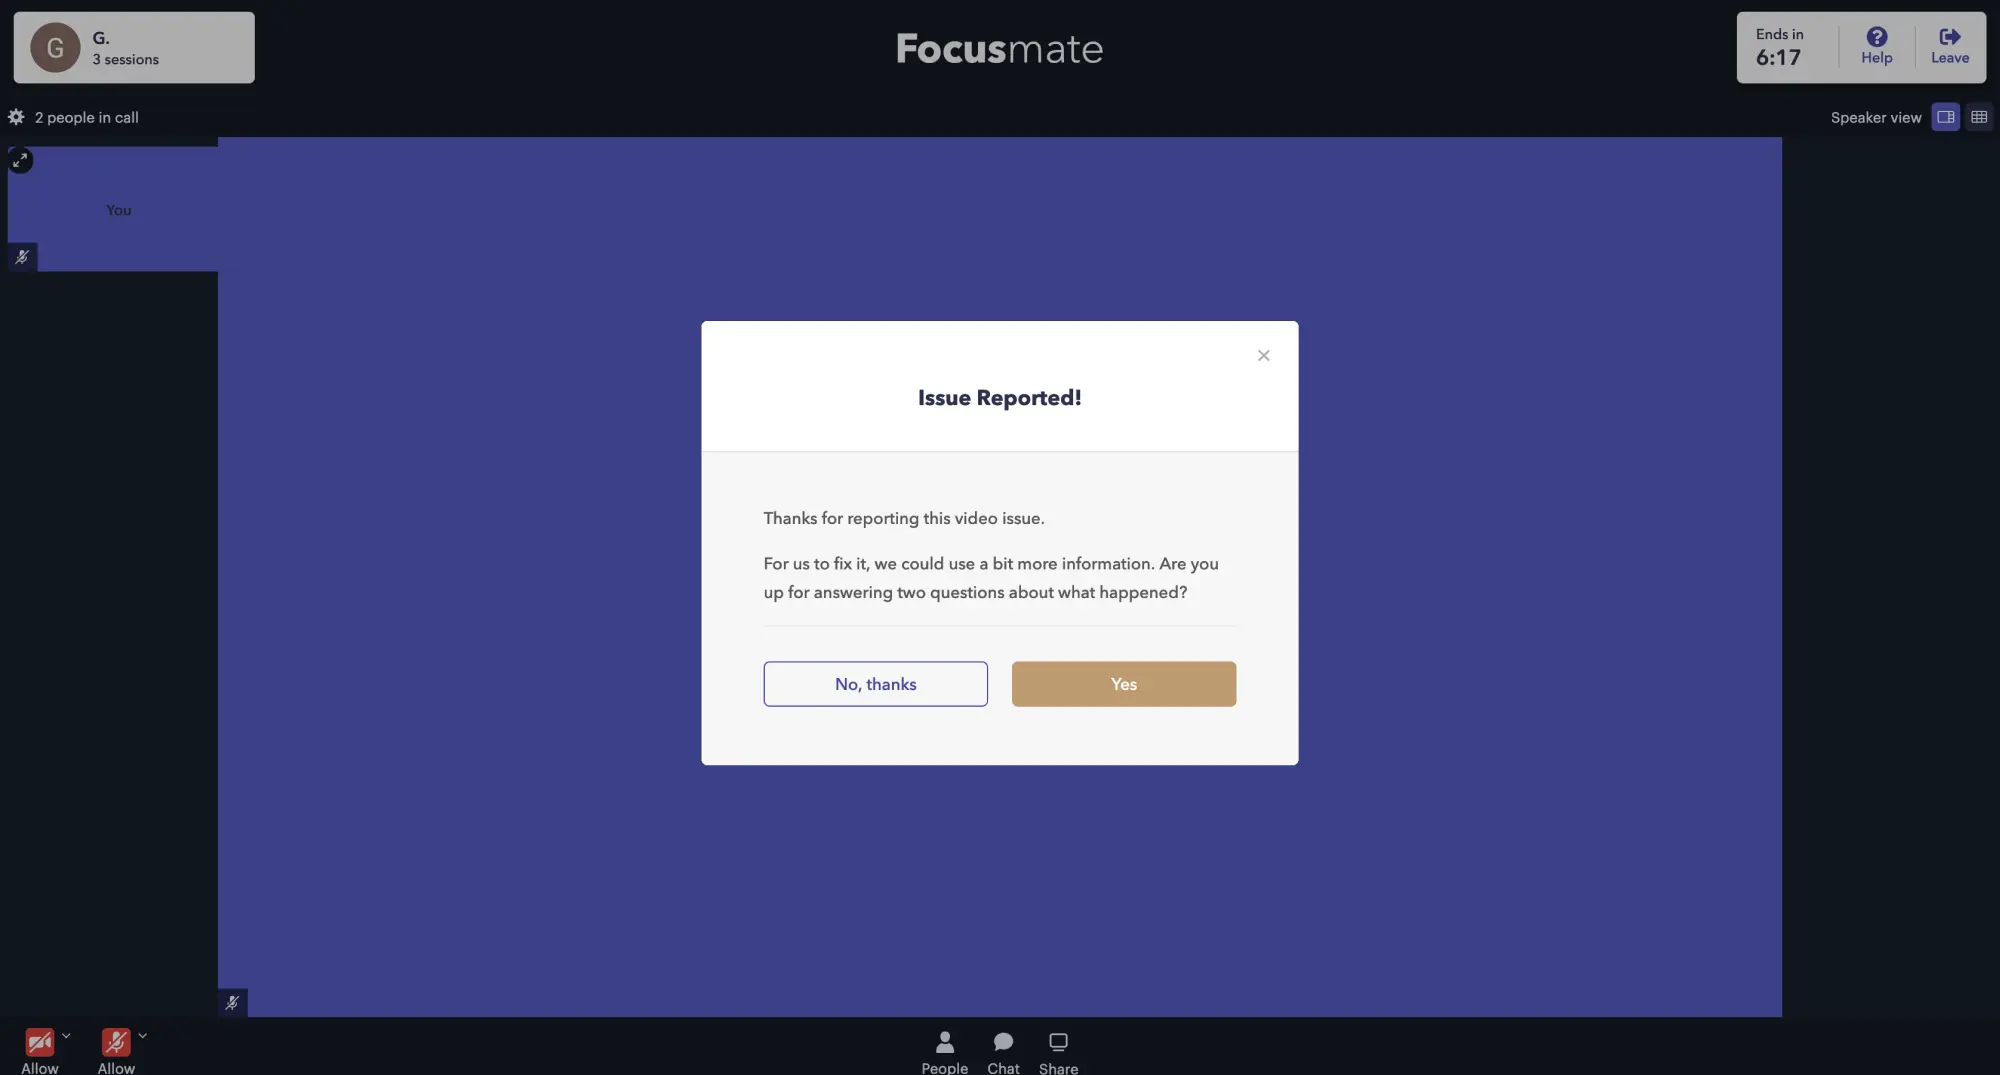 G
G.
3 sessions
Focusmate
Ends in
6:17
Help
Leave
2 people in call
Speaker view
You
Issue Reported!
Thanks for reporting this video issue.
For us to fix it, we could use a bit more information. Are you
up for answering two questions about what happened?
No, thanks
Yes
Allow
Allow
People
Chat
Share